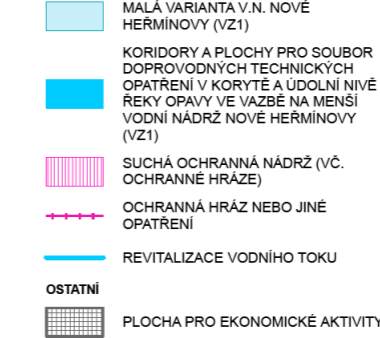 MALÁ VARIANTA V.N. NOVÉ
HEŘMÍNOVY (VZ1)
KORIDORY A PLOCHY PRO SOUBOR
DOPROVODNÝCH TECHNICKÝCH
OPATŘENÍ V KORYTĚ A ÚDOLNÍ NIVĚ
ŘEKY OPAVY VE VAZBĚ NA MENŠÍ
VODNÍ NÁDRŽ NOVÉ HEŘMÍNOVY
(VZ1)
SUCHÁ OCHRANNÁ NÁDRŽ (VČ.
OCHRANNÉ HRÁZE)
OCHRANNÁ HRÁZ NEBO JINÉ
OPATŘENÍ
REVITALIZACE VODNÍHO TOKU
OSTATNÍ
PLOCHA PRO EKONOMICKÉ AKTIVITY